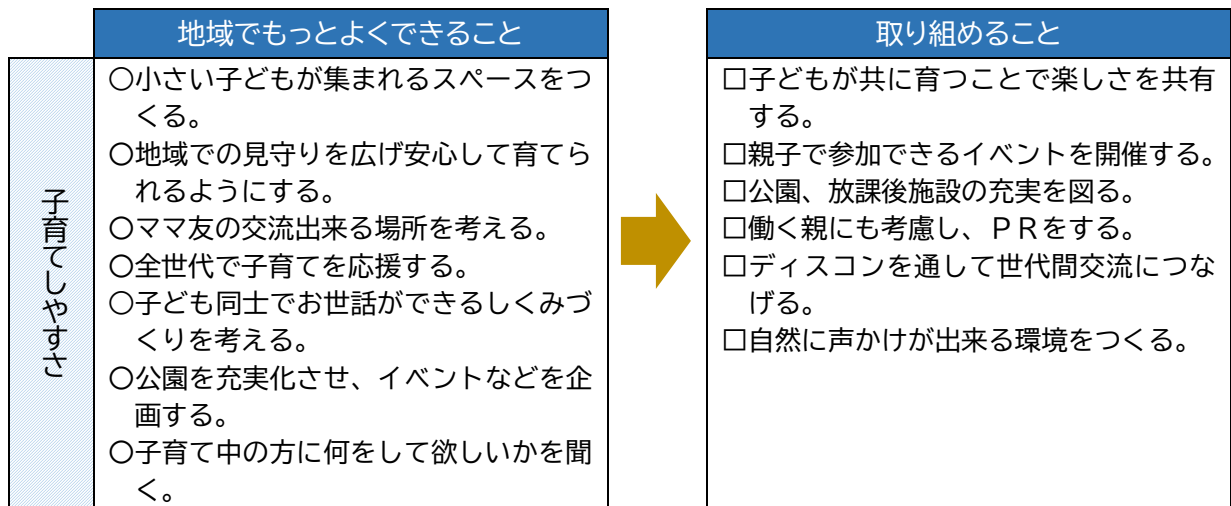 地域でもっとよくできること
子育てしやすさ
〇小さい子どもが集まれるスペースをつ
くる。
〇地域での見守りを広げ安心して育てら
れるようにする。
〇ママ友の交流出来る場所を考える。
〇全世代で子育てを応援する。
〇子ども同士でお世話ができるしくみづ
くりを考える。
〇公園を充実化させ、イベントなどを企
画する。
〇子育て中の方に何をして欲しいかを聞
く。
取り組めること
□子どもが共に育つことで楽しさを共有
する。
□親子で参加できるイベントを開催する。
□公園、放課後施設の充実を図る。
□働く親にも考慮し、ＰＲをする。
□ディスコンを通して世代間交流につな
げる。
□自然に声かけが出来る環境をつくる。